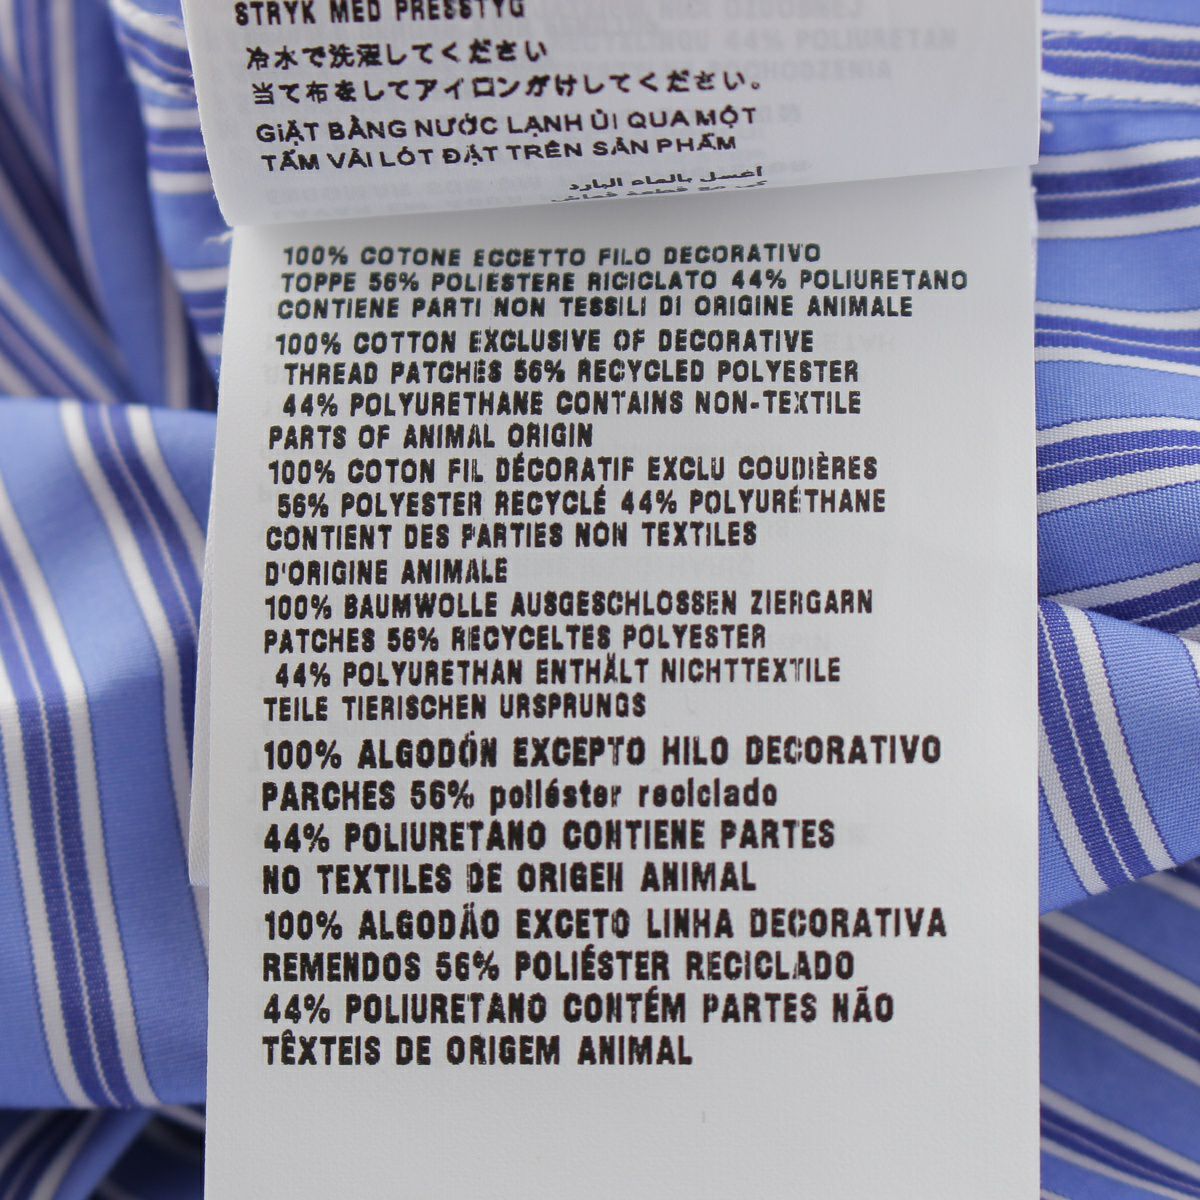 STRYK MED PRESSTYG
冷水で洗濯してください
当て布をしてアイロンがけしてください。
GIẶT BẰNG NƯỚC LẠNH ỦI QUA MỘT
TẤM VẢI LÓT ĐẶT TRÊN SẢN PHẨM
أغسل بالماء البارد
100% COTONE ECCETTO FILO DECORATIVO
TOPPE 56% POLIESTERE RICICLATO 44% POLIURETANO
CONTIENE PARTI NON TESSILI DI ORIGINE ANIMALE
100% COTTON EXCLUSIVE OF DECORATIVE
THREAD PATCHES 56% RECYCLED POLYESTER
44% POLYURETHANE CONTAINS NON-TEXTILE
PARTS OF ANIMAL ORIGIN
100% COTON FIL DÉCORATIF EXCLU COUDIÈRES
56% POLYESTER RECYCLÉ 44% POLYURÉTHANE
CONTIENT DES PARTIES NON TEXTILES
D'ORIGINE ANIMALE
100% BAUMWOLLE AUSGESCHLOSSEN ZIERGARN
PATCHES 56% RECYCELTES POLYESTER
44% POLYURETHAN ENTHÄLT NICHTTEXTILE
TEILE TIERISCHEN URSPRUNGS
100% ALGODÓN EXCEPTO HILO DECORATIVO
PARCHES 56% poliéster reciclado
44% POLIURETANO CONTIENE PARTES
NO TEXTILES DE ORIGEN ANIMAL
100% ALGODÃO EXCETO LINHA DECORATIVA
REMENDOS 56% POLIÉSTER RECICLADO
44% POLIURETANO CONTÉM PARTES NÃO
TÊXTEIS DE ORIGEM ANIMAL